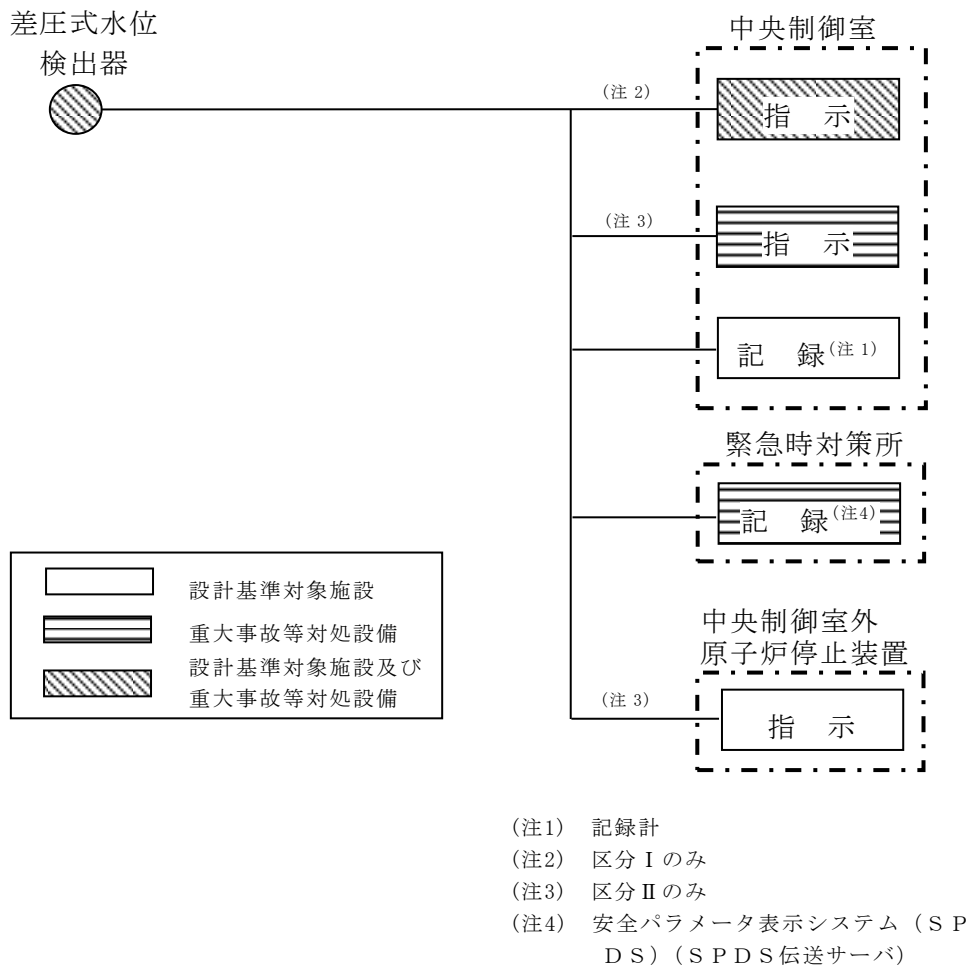 差圧式水位
検出器
中央制御室
(注 2)
指 示
(注 3)
指 示
記 録(注 1)
緊急時対策所
記 録(注4)
中央制御室外
原子炉停止装置
(注 3)
指 示
設計基準対象施設
重大事故等対処設備
設計基準対象施設及び
重大事故等対処設備
(注1) 記録計
(注2) 区分Ⅰのみ
(注3) 区分Ⅱのみ
(注4) 安全パラメータ表示システム(SP
DS)(SPDS伝送サーバ)